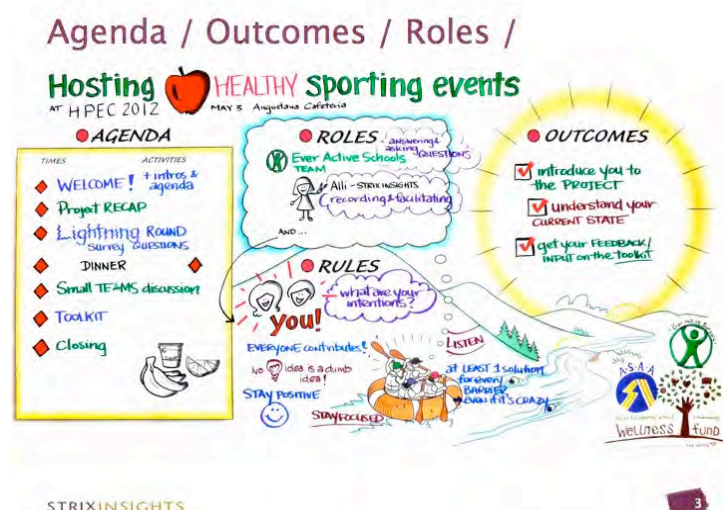 Agenda / Outcomes / Roles /
Hosting HEALTHY sporting events
AT HPEC 2012 MAY 3 Augustana Cafeteria
AGENDA
TIMES ACTIVITIES
WELCOME! + intros & agenda
Project RECAP
Lightning ROUND
Survey QUESTIONS
DINNER
Small TEAMS discussion
TOOLKIT
Closing
ROLES
answering & asking QUESTIONS
Ever Active Schools
TEAM
Alli - STRIX INSIGHTS
recording & facilitating
AND...
RULES
you!
what are your
intentions?
EVERYONE contributes!
NO idea is a dumb
idea!
STAY POSITIVE
STAY FOCUSED
LISTEN
at LEAST 1 solution
for every
BARRIER
even if it's CRAZY
OUTCOMES
introduce you to
the PROJECT
understand your
CURRENT STATE
get your FEEDBACK/
INPUT on the toolkit
A.S.A.A
Wellness fund
STRIXINSIGHTS
3